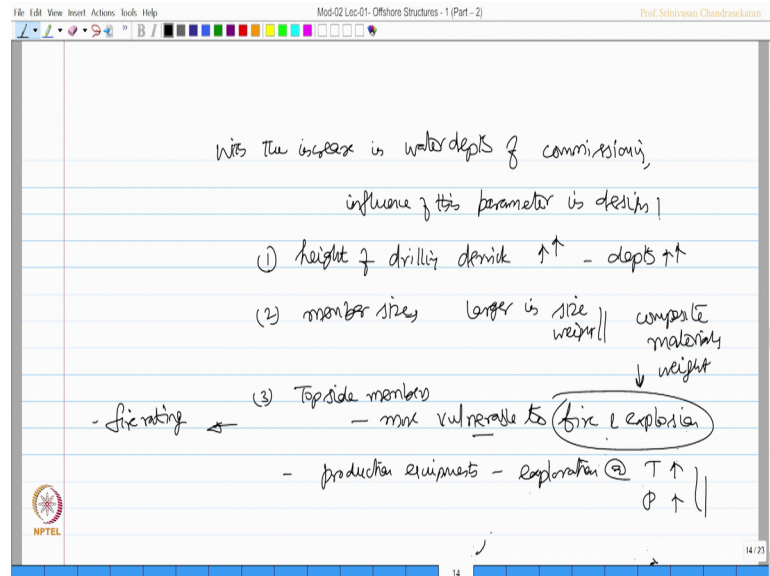 File Edit View Insert Actions Tools Help
Mod-02 Lec-01- Offshore Structures - 1 (Part – 2)
Prof. Srinivasan Chandrasekaran
B I
With the increase in water depth of commissioning,
influence of this parameter in design
(1) height of drilling derrick ↑↑ - depth ↑↑
(2) member sizes larger in size
weight
composite
materials
↓ weight
(3) Topside members
- fire rating ← - more vulnerable to fire & explosion
- production equipments - exploration @ T ↑
P ↑
NPTEL
14 / 23
14